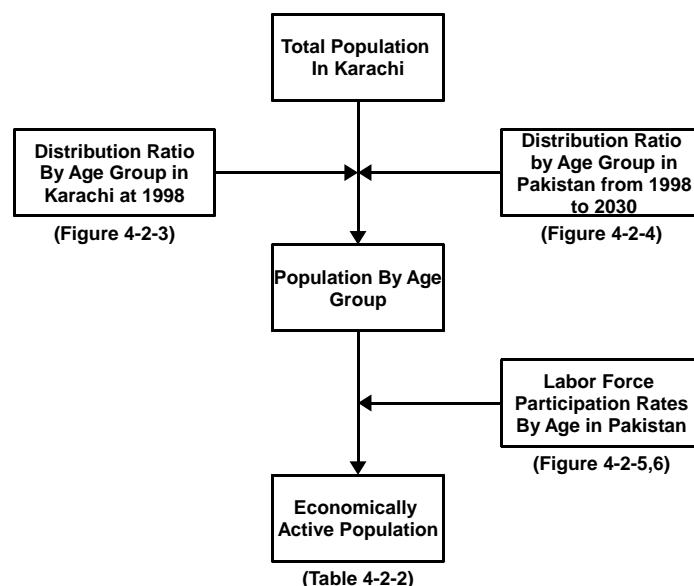 Total Population
In Karachi
Distribution Ratio
By Age Group in
Karachi at 1998
(Figure 4-2-3)
Distribution Ratio
by Age Group in
Pakistan from 1998
to 2030
(Figure 4-2-4)
Population By Age
Group
Labor Force
Participation Rates
By Age in Pakistan
(Figure 4-2-5,6)
Economically
Active Population
(Table 4-2-2)